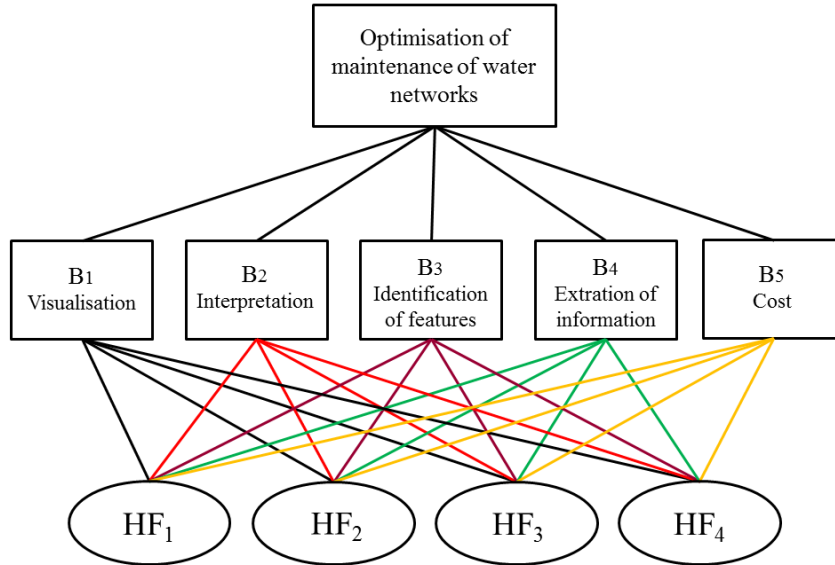 Optimisation of
maintenance of water
networks
B1
Visualisation
B2
Interpretation
B3
Identification
of features
B4
Extration of
information
B5
Cost
HF1
HF2
HF3
HF4